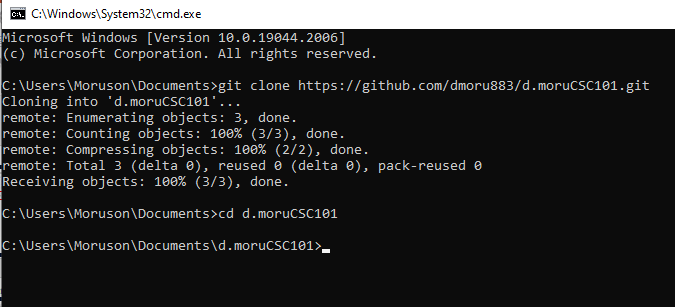 C:\Windows\System32\cmd.exe
Microsoft Windows [Version 10.0.19044.2006]
(c) Microsoft Corporation. All rights reserved.
C:\Users\Moruson\Documents>git clone https://github.com/dmoru883/d.moruCSC101.git
Cloning into 'd.moruCSC101'...
remote: Enumerating objects: 3, done.
remote: Counting objects: 100% (3/3), done.
remote: Compressing objects: 100% (2/2), done.
remote: Total 3 (delta 0), reused 0 (delta 0), pack-reused 0
Receiving objects: 100% (3/3), done.
C:\Users\Moruson\Documents>cd d.moruCSC101
C:\Users\Moruson\Documents\d.moruCSC101>